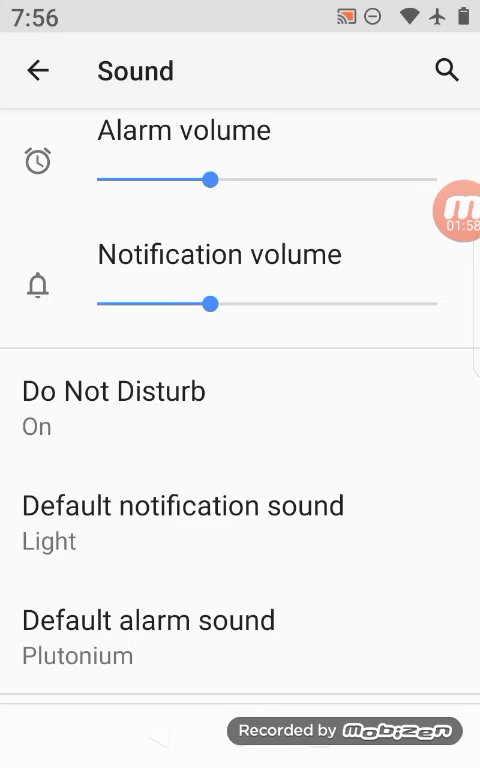 7:56
Sound
Alarm volume
01:58
Notification volume
Do Not Disturb
On
Default notification sound
Light
Default alarm sound
Plutonium
Recorded by mobizen